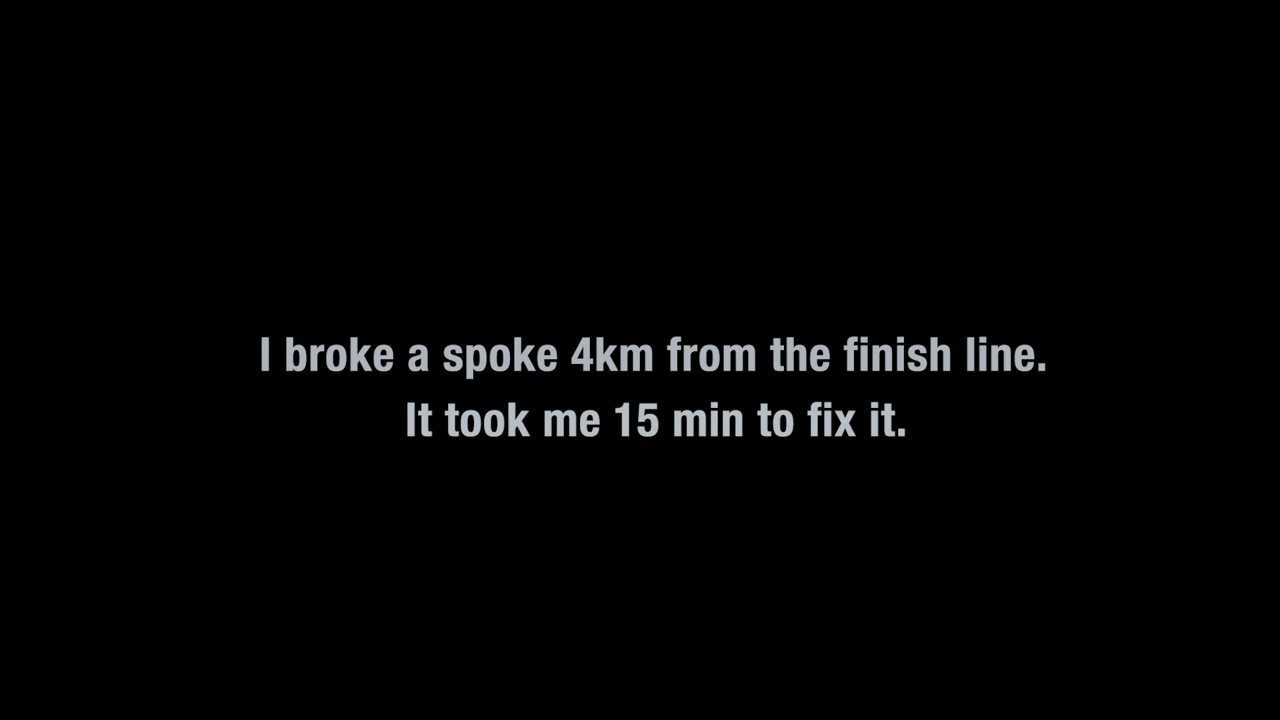 I broke a spoke 4km from the finish line.
It took me 15 min to fix it.